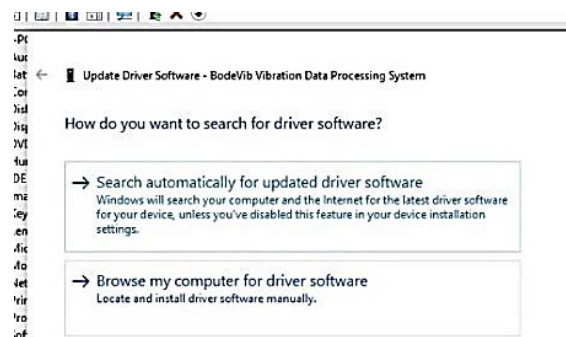 Update Driver Software - BodeVib Vibration Data Processing System
How do you want to search for driver software?
Search automatically for updated driver software
Windows will search your computer and the Internet for the latest driver software
for your device, unless you've disabled this feature in your device installation
settings.
Browse my computer for driver software
Locate and install driver software manually.